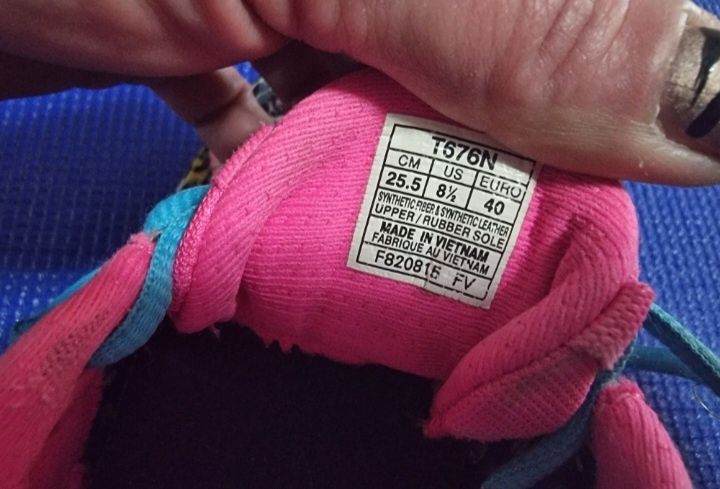 T676N
CM US EURO
25.5 8½ 40
SYNTHETIC FIBER & SYNTHETIC LEATHER
UPPER / RUBBER SOLE
MADE IN VIETNAM
FABRIQUE AU VIETNAM
F820815 FV